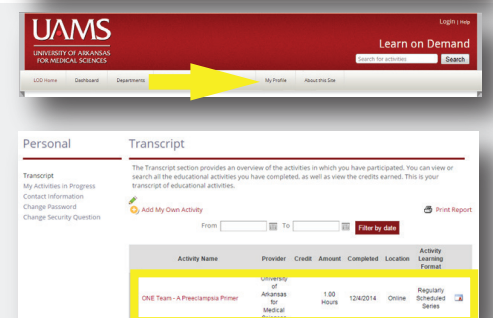 UAMS
UNIVERSITY OF ARKANSAS
FOR MEDICAL SCIENCES
Login | Help
Learn on Demand
Search for activities
Search
LOD Home
Dashboard
Departments
My Profile
About this Site
Personal
Transcript
My Activities in Progress
Contact Information
Change Password
Change Security Question
Transcript
The Transcript section provides an overview of the activities in which you have participated. You can view or
search all the educational activities you have completed, as well as view the credits earned. This is your
transcript of educational activities.
Add My Own Activity
Print Report
From
To
Filter by date
Activity Name
Provider
Credit
Amount
Completed
Location
Activity
Learning
Format
ONE Team - A Preeclampsia Primer
University
of
Arkansas
for
Medical
Sciences
1.00
Hours
12/4/2014
Online
Regularly
Scheduled
Series